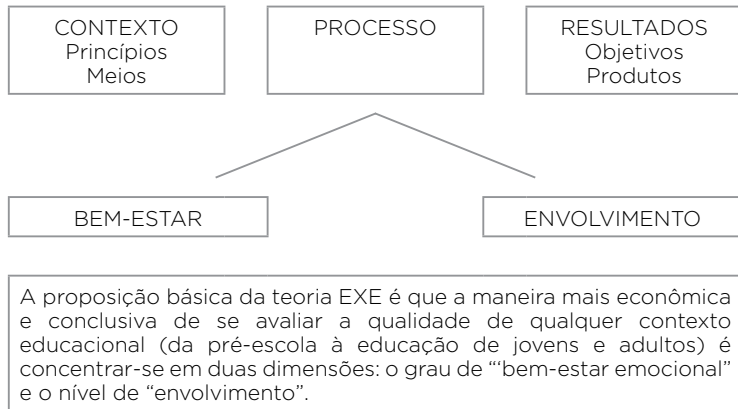 CONTEXTO
Princípios
Meios
PROCESSO
RESULTADOS
Objetivos
Produtos
BEM-ESTAR
ENVOLVIMENTO
A proposição básica da teoria EXE é que a maneira mais econômica
e conclusiva de se avaliar a qualidade de qualquer contexto
educacional (da pré-escola à educação de jovens e adultos) é
concentrar-se em duas dimensões: o grau de “‘bem-estar emocional”
e o nível de “envolvimento”.